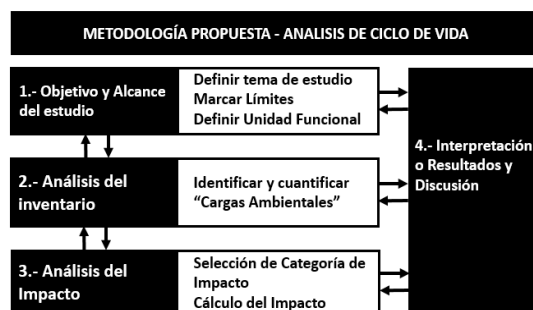 METODOLOGÍA PROPUESTA - ANALISIS DE CICLO DE VIDA
1.- Objetivo y Alcance
del estudio
Definir tema de estudio
Marcar Límites
Definir Unidad Funcional
2.- Análisis del
inventario
Identificar y cuantificar
“Cargas Ambientales”
3.- Análisis del
Impacto
Selección de Categoría de
Impacto
Cálculo del Impacto
4.- Interpretación
o Resultados y
Discusión